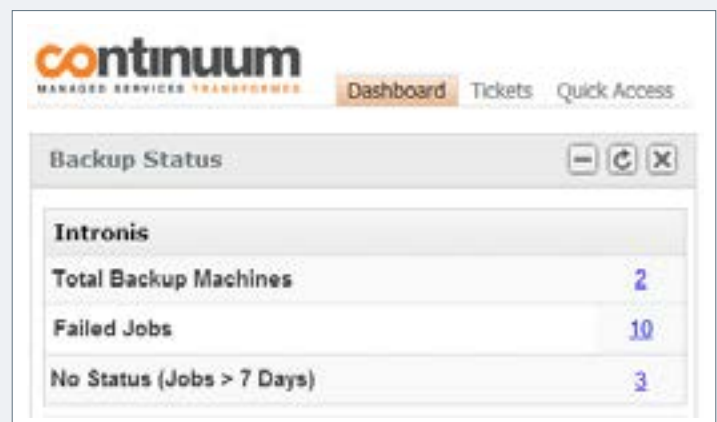 continuum
MANAGED SERVICES TRANSFORMED
Dashboard Tickets Quick Access
Backup Status
Intronis
Total Backup Machines 2
Failed Jobs 10
No Status (Jobs > 7 Days) 3